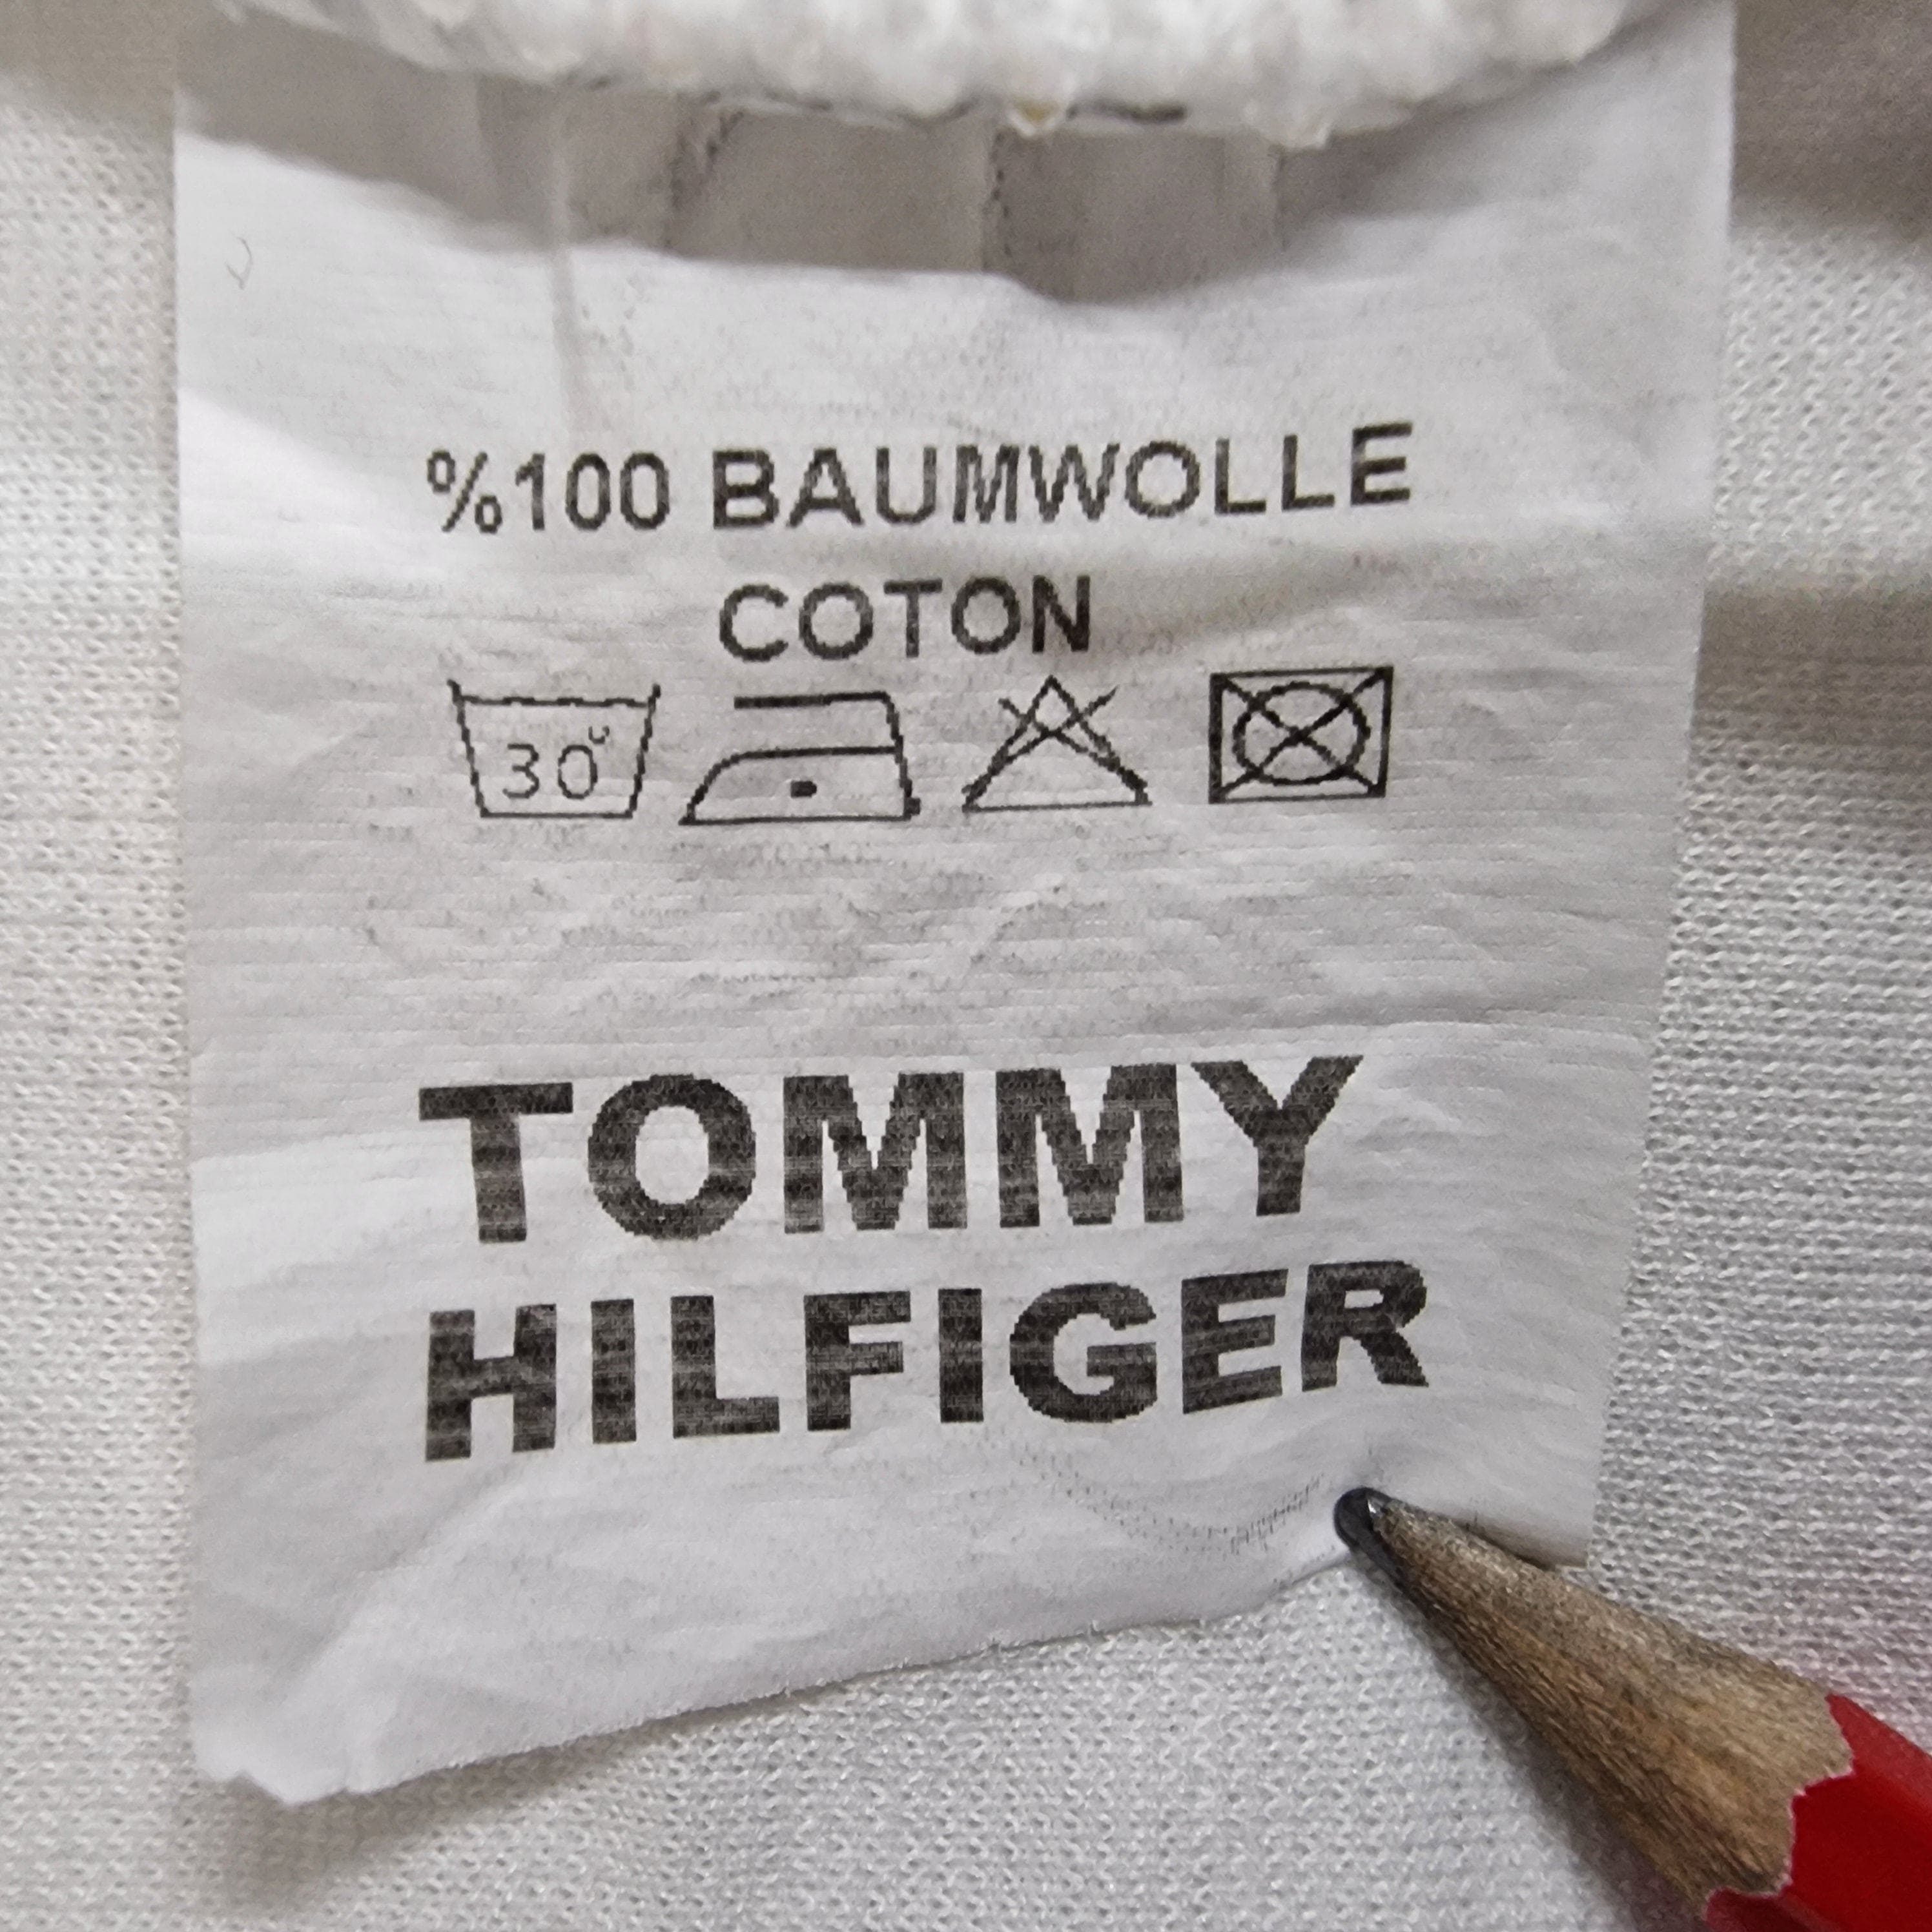 %100 BAUMWOLLE
COTON
30°
TOMMY
HILFIGER